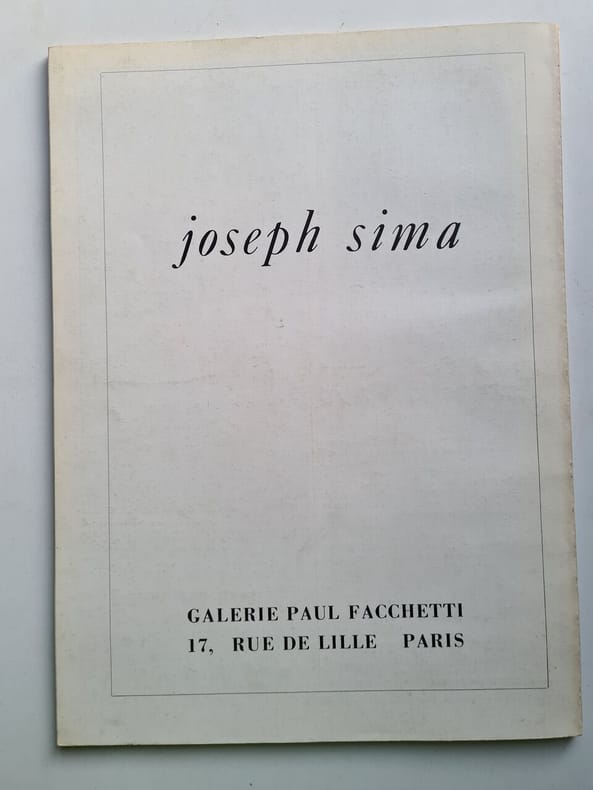 joseph sima
GALERIE PAUL FACCHETTI
17, RUE DE LILLE PARIS